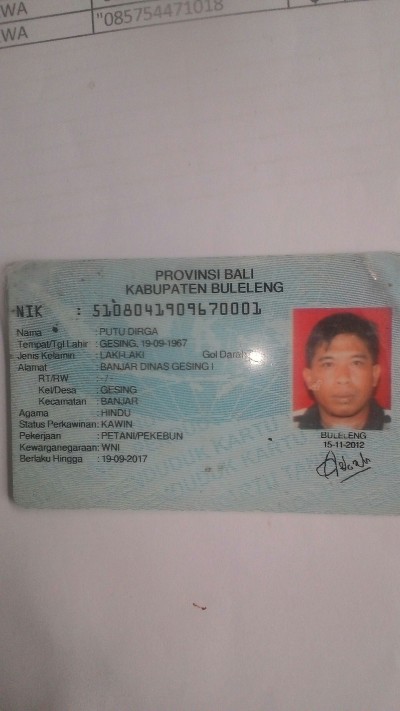 WA
WA "085754471018
PROVINSI BALI
KABUPATEN BULELENG
NIK : 5108041909670001
Nama : PUTU DIRGA
Tempat/Tgl Lahir : GESING, 19-09-1967
Jenis Kelamin : LAKI-LAKI Gol Darah
Alamat : BANJAR DINAS GESING I
RT/RW : - / -
Kel/Desa : GESING
Kecamatan : BANJAR
Agama : HINDU
Status Perkawinan: KAWIN
Pekerjaan : PETANI/PEKEBUN
Kewarganegaraan: WNI
Berlaku Hingga : 19-09-2017
BULELENG
15-11-2012